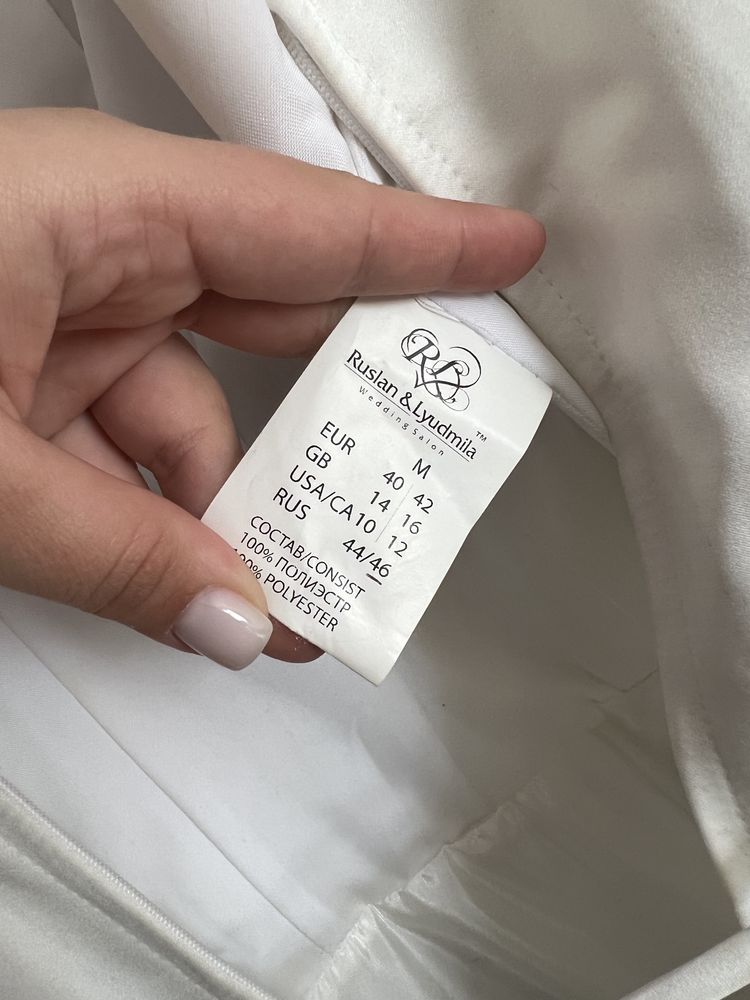 RR
Ruslan & Lyudmila™
Wedding Salon
M
EUR 40 42
GB 14 16
USA/CA 10 12
RUS 44/46
СОСТАВ/CONSIST
100% ПОЛИЭСТР
100% POLYESTER